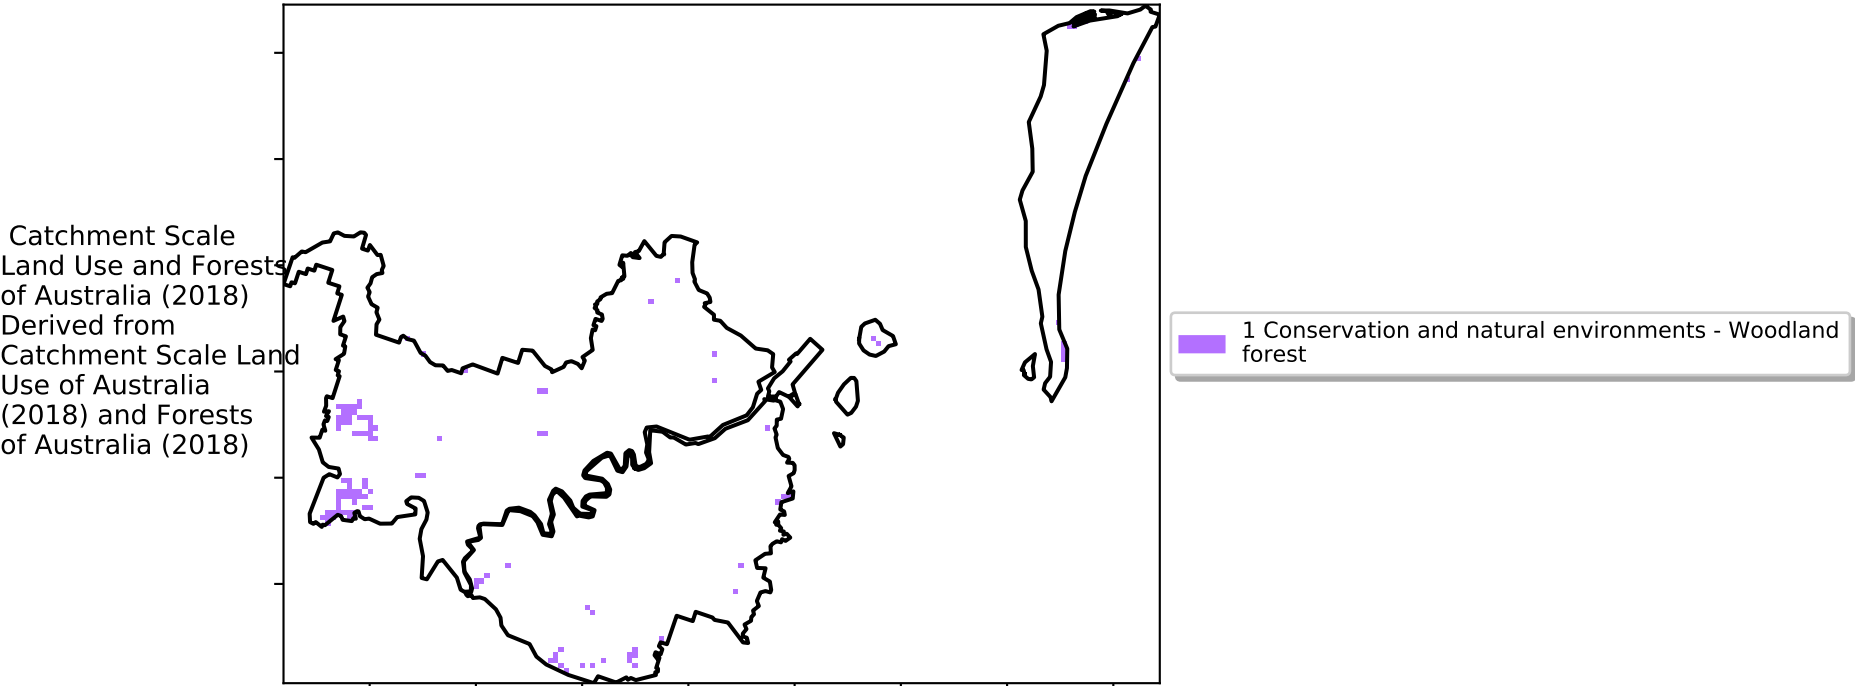 Catchment Scale
Land Use and Forests
of Australia (2018)
Derived from
Catchment Scale Land
Use of Australia
(2018) and Forests
of Australia (2018)
1 Conservation and natural environments - Woodland
forest